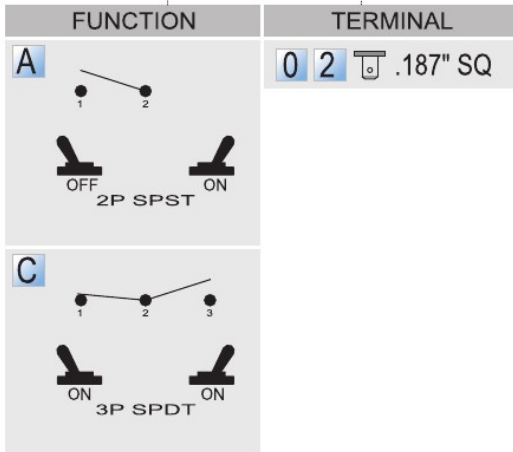 FUNCTION
A
1 2
OFF ON
2P SPST
C
1 2 3
ON ON
3P SPDT
TERMINAL
0 2 .187" SQ